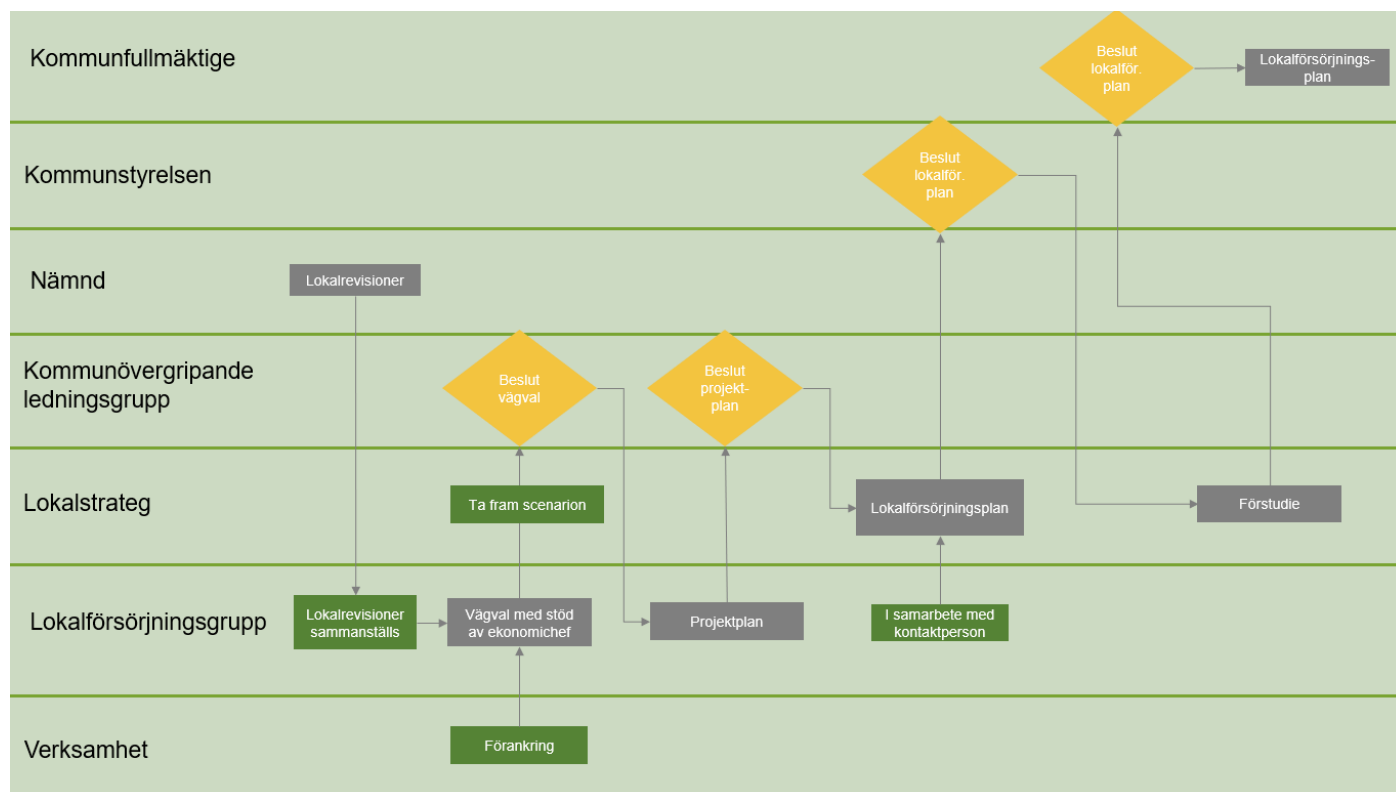 Kommunfullmäktige
Beslut
lokalför.
plan
Lokalförsörjnings-
plan
Kommunstyrelsen
Beslut
lokalför.
plan
Nämnd
Lokalrevisioner
Kommunövergripande
ledningsgrupp
Beslut
vägval
Beslut
projekt-
plan
Lokalstrateg
Ta fram scenarion
Lokalförsörjningsplan
Förstudie
Lokalförsörjningsgrupp
Lokalrevisioner
sammanställs
Vägval med stöd
av ekonomichef
Projektplan
I samarbete med
kontaktperson
Verksamhet
Förankring